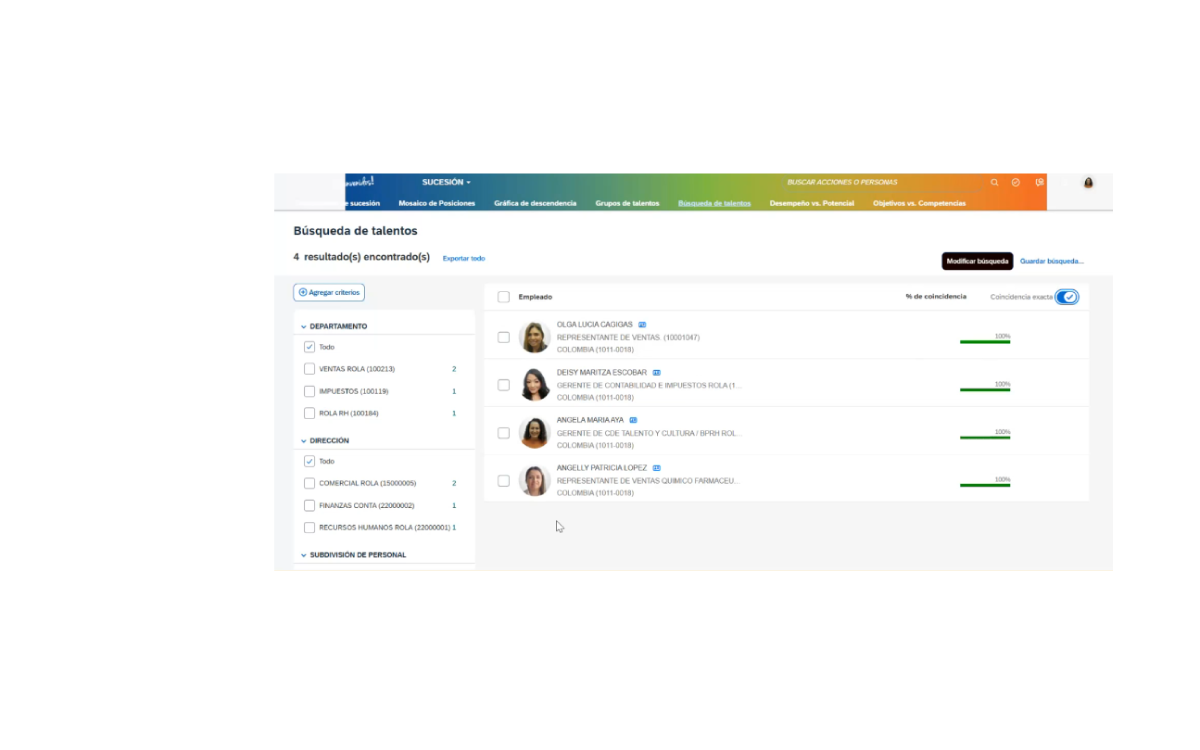 SUCESIÓN
BUSCAR ACCIONES O PERSONAS
e sucesión
Mosaico de Posiciones
Gráfica de descendencia
Grupos de talentos
Búsqueda de talentos
Desempeño vs. Potencial
Objetivos vs. Competencias
Búsqueda de talentos
4 resultado(s) encontrado(s)
Exportar todo
Modificar búsqueda
Guardar búsqueda...
Agregar criterios
DEPARTAMENTO
Todo
VENTAS ROLA (100213) 2
IMPUESTOS (100119) 1
ROLA RH (100184) 1
DIRECCIÓN
Todo
COMERCIAL ROLA (15000005) 2
FINANZAS CONTA (22000002) 1
RECURSOS HUMANOS ROLA (22000001) 1
SUBDIVISIÓN DE PERSONAL
Empleado
% de coincidencia
Coincidencia exacta
OLGA LUCIA CAGIGAS
REPRESENTANTE DE VENTAS. (10001047)
COLOMBIA (1011-0018)
100%
DEISY MARITZA ESCOBAR
GERENTE DE CONTABILIDAD E IMPUESTOS ROLA (1...
COLOMBIA (1011-0018)
100%
ANGELA MARIA AYA
GERENTE DE CDE TALENTO Y CULTURA / BPRH ROL...
COLOMBIA (1011-0018)
100%
ANGELLY PATRICIA LOPEZ
REPRESENTANTE DE VENTAS QUIMICO FARMACEU...
COLOMBIA (1011-0018)
100%